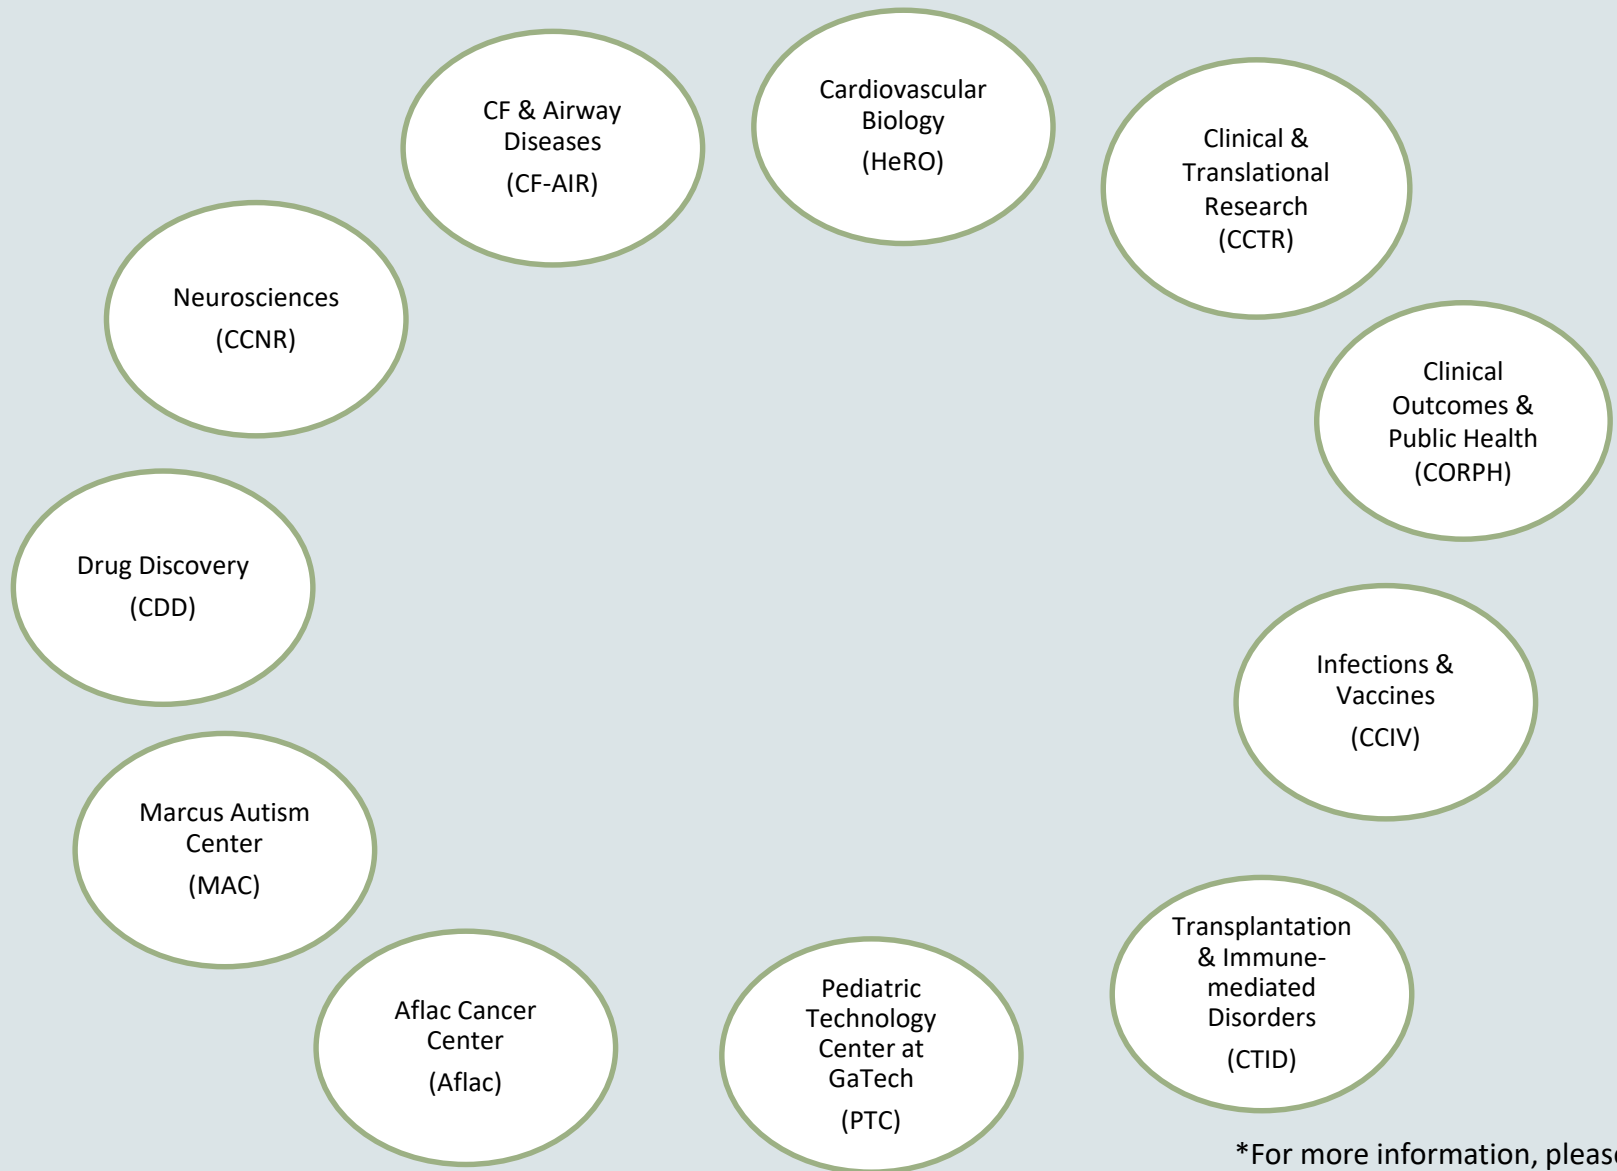 Cardiovascular
Biology
(HeRO)
Clinical &
Translational
Research
(CCTR)
Clinical
Outcomes &
Public Health
(CORPH)
Infections &
Vaccines
(CCIV)
Transplantation
& Immune-
mediated
Disorders
(CTID)
Pediatric
Technology
Center at
GaTech
(PTC)
Aflac Cancer
Center
(Aflac)
Marcus Autism
Center
(MAC)
Drug Discovery
(CDD)
Neurosciences
(CCNR)
CF & Airway
Diseases
(CF-AIR)
*For more information, please